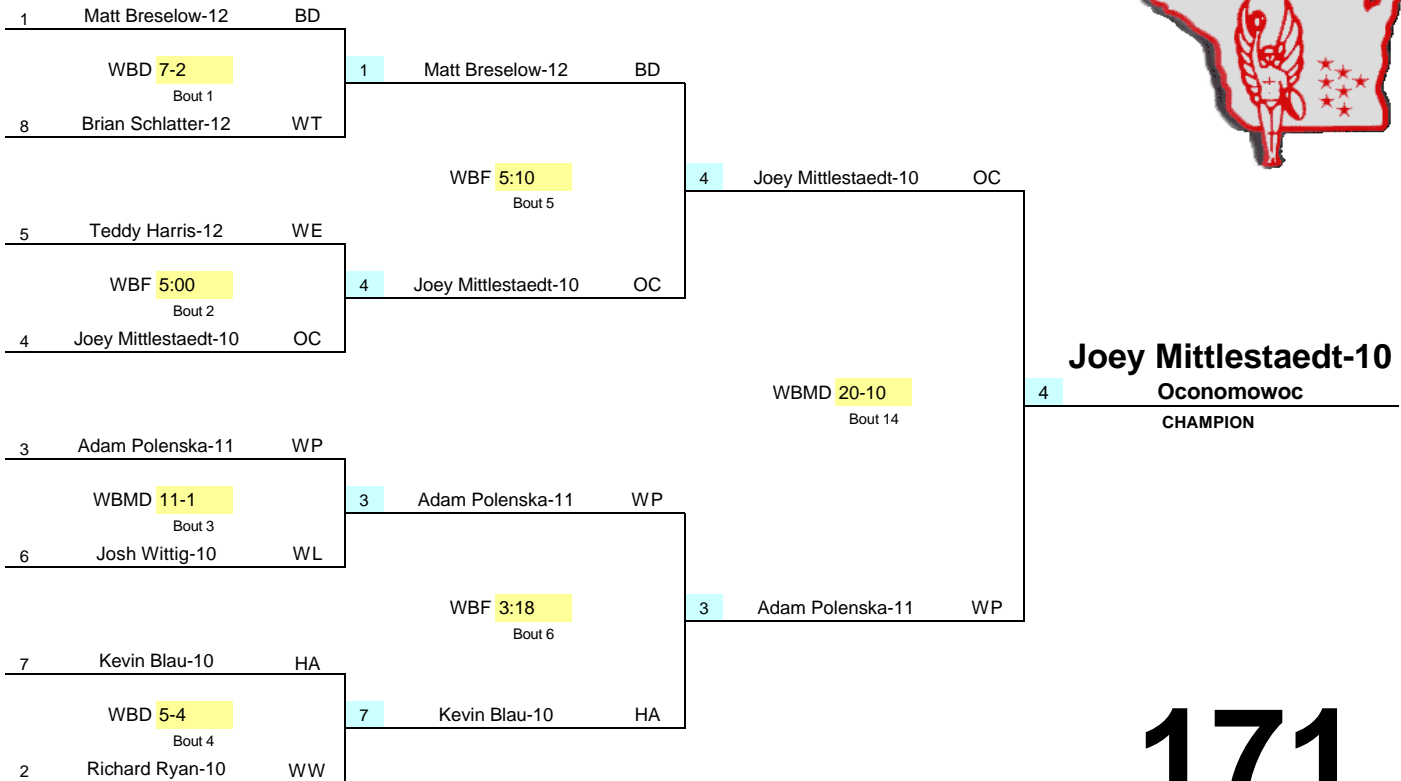 1 Matt Breselow-12 BD
WBD 7-2
1 Matt Breselow-12 BD
Bout 1
8 Brian Schlatter-12 WT
WBF 5:10
4 Joey Mittlestaedt-10 OC
Bout 5
5 Teddy Harris-12 WE
WBF 5:00
4 Joey Mittlestaedt-10 OC
Bout 2
4 Joey Mittlestaedt-10 OC
Joey Mittlestaedt-10
WBMD 20-10
4 Oconomowoc
Bout 14
CHAMPION
3 Adam Polenska-11 WP
WBMD 11-1
3 Adam Polenska-11 WP
Bout 3
6 Josh Wittig-10 WL
WBF 3:18
3 Adam Polenska-11 WP
Bout 6
7 Kevin Blau-10 HA
WBD 5-4
7 Kevin Blau-10 HA
Bout 4
2 Richard Ryan-10 WW
171